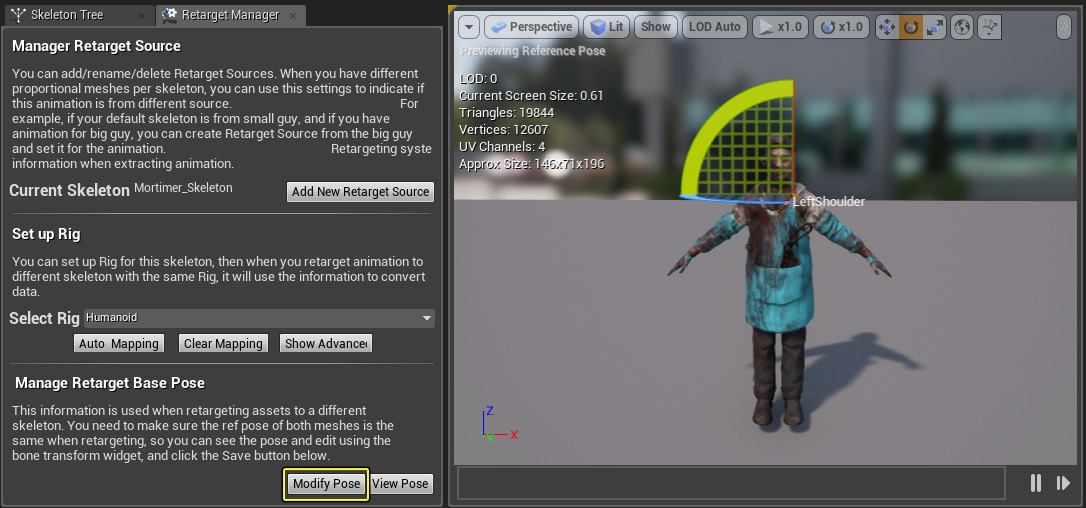 Skeleton Tree
Retarget Manager
Manager Retarget Source
You can add/rename/delete Retarget Sources. When you have different
proportional meshes per skeleton, you can use this settings to indicate if
this animation is from different source. For
example, if your default skeleton is from small guy, and if you have
animation for big guy, you can create Retarget Source from the big guy
and set it for the animation. Retargeting syste
information when extracting animation.
Current Skeleton Mortimer_Skeleton
Add New Retarget Source
Set up Rig
You can set up Rig for this skeleton, then when you retarget animation to
different skeleton with the same Rig, it will use the information to convert
data.
Select Rig Humanoid
Auto Mapping Clear Mapping Show Advanced
Manage Retarget Base Pose
This information is used when retargeting assets to a different
skeleton. You need to make sure the ref pose of both meshes is the
same when retargeting, so you can see the pose and edit using the
bone transform widget, and click the Save button below.
Modify Pose View Pose
Perspective Lit Show LOD Auto x1.0 x1.0
Previewing Reference Pose
LOD: 0
Current Screen Size: 0.61
Triangles: 19844
Vertices: 12607
UV Channels: 4
Approx Size: 146x71x196
LeftShoulder
Z
X